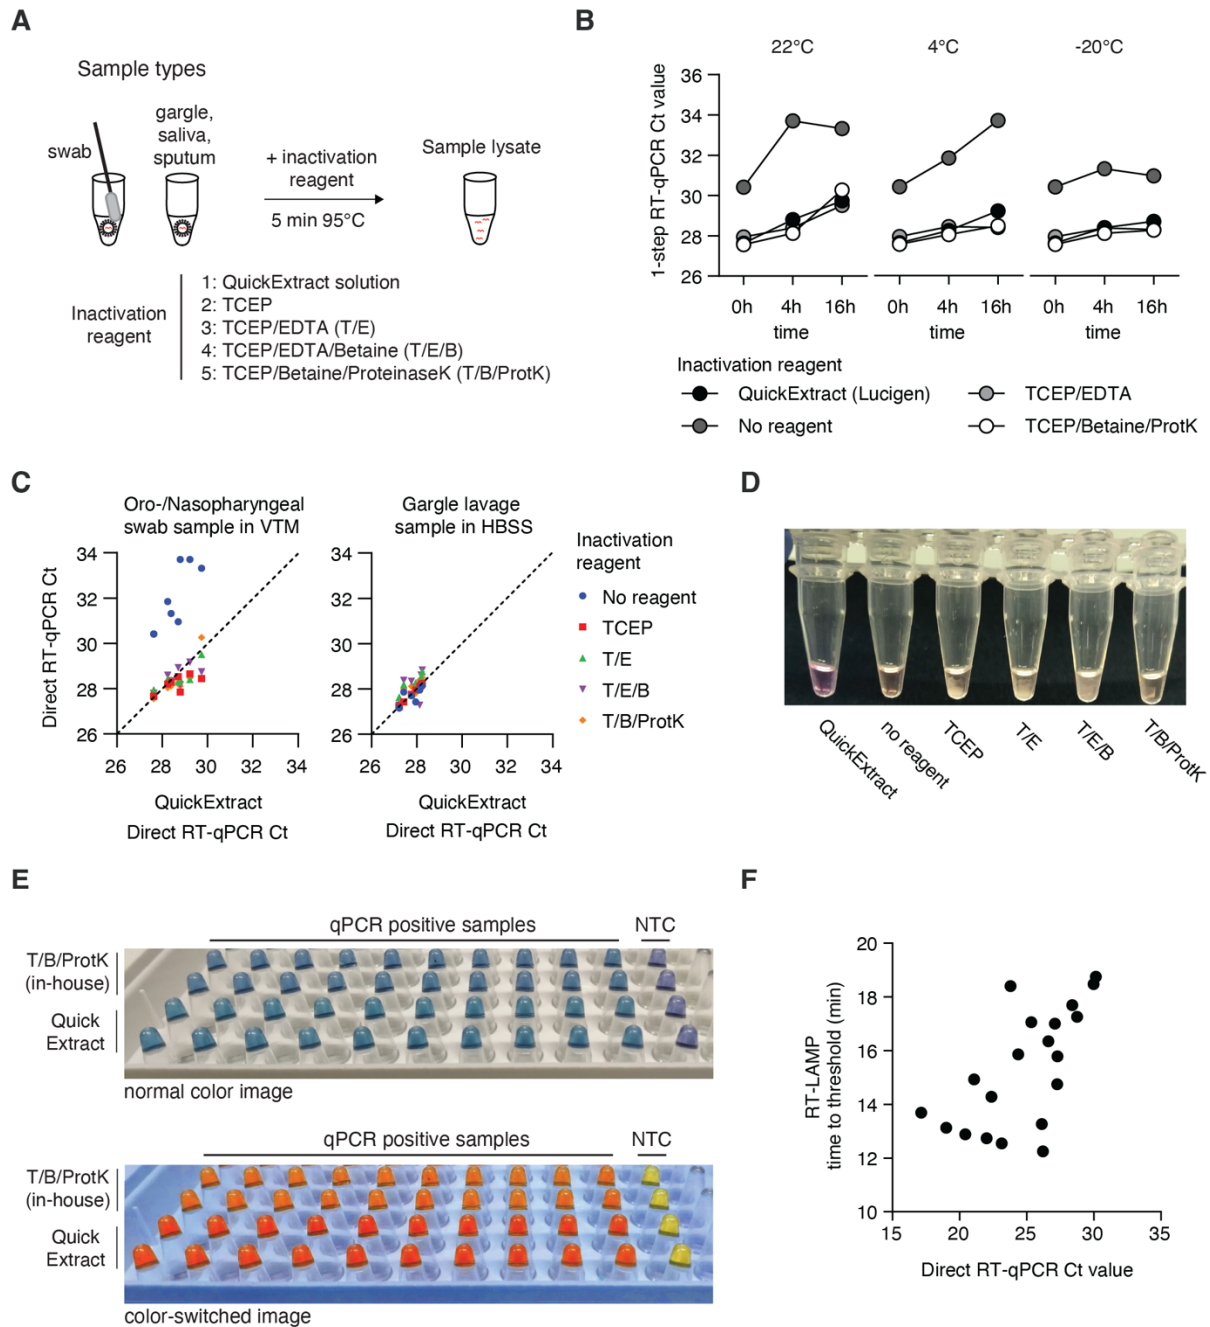 A
Sample types
swab
gargle,
saliva,
sputum
+ inactivation
reagent
5 min 95°C
Sample lysate
Inactivation
reagent
1: QuickExtract solution
2: TCEP
3: TCEP/EDTA (T/E)
4: TCEP/EDTA/Betaine (T/E/B)
5: TCEP/Betaine/ProteinaseK (T/B/ProtK)
B
22°C 4°C -20°C
1-step RT-qPCR Ct value
36
34
32
30
28
26
0h 4h 16h 0h 4h 16h 0h 4h 16h
time time time
Inactivation reagent
QuickExtract (Lucigen) TCEP/EDTA
No reagent TCEP/Betaine/ProtK
C
Oro-/Nasopharyngeal
swab sample in VTM
Direct RT-qPCR Ct
34
32
30
28
26
26 28 30 32 34
QuickExtract
Direct RT-qPCR Ct
Gargle lavage
sample in HBSS
34
32
30
28
26
26 28 30 32 34
QuickExtract
Direct RT-qPCR Ct
Inactivation
reagent
No reagent
TCEP
T/E
T/E/B
T/B/ProtK
D
QuickExtract
no reagent
TCEP
T/E
T/E/B
T/B/ProtK
E
qPCR positive samples NTC
T/B/ProtK
(in-house)
Quick
Extract
normal color image
qPCR positive samples NTC
T/B/ProtK
(in-house)
Quick
Extract
color-switched image
F
RT-LAMP
time to threshold (min)
20
18
16
14
12
10
15 20 25 30 35
Direct RT-qPCR Ct value